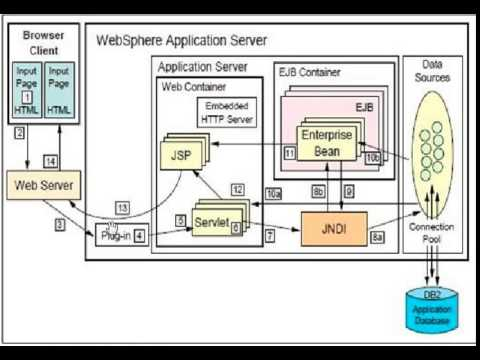 Browser
Client
Input
Page
1
HTML
Input
Page
HTML
2
14
Web Server
3
Plug-in
4
WebSphere Application Server
Application Server
Web Container
Embedded
HTTP Server
JSP
13
12
5
Servlet
6
7
EJB Container
EJB
Enterprise
Bean
11
10b
10a
8b
9
JNDI
8a
Data
Sources
Connection
Pool
DB2
Application
Database